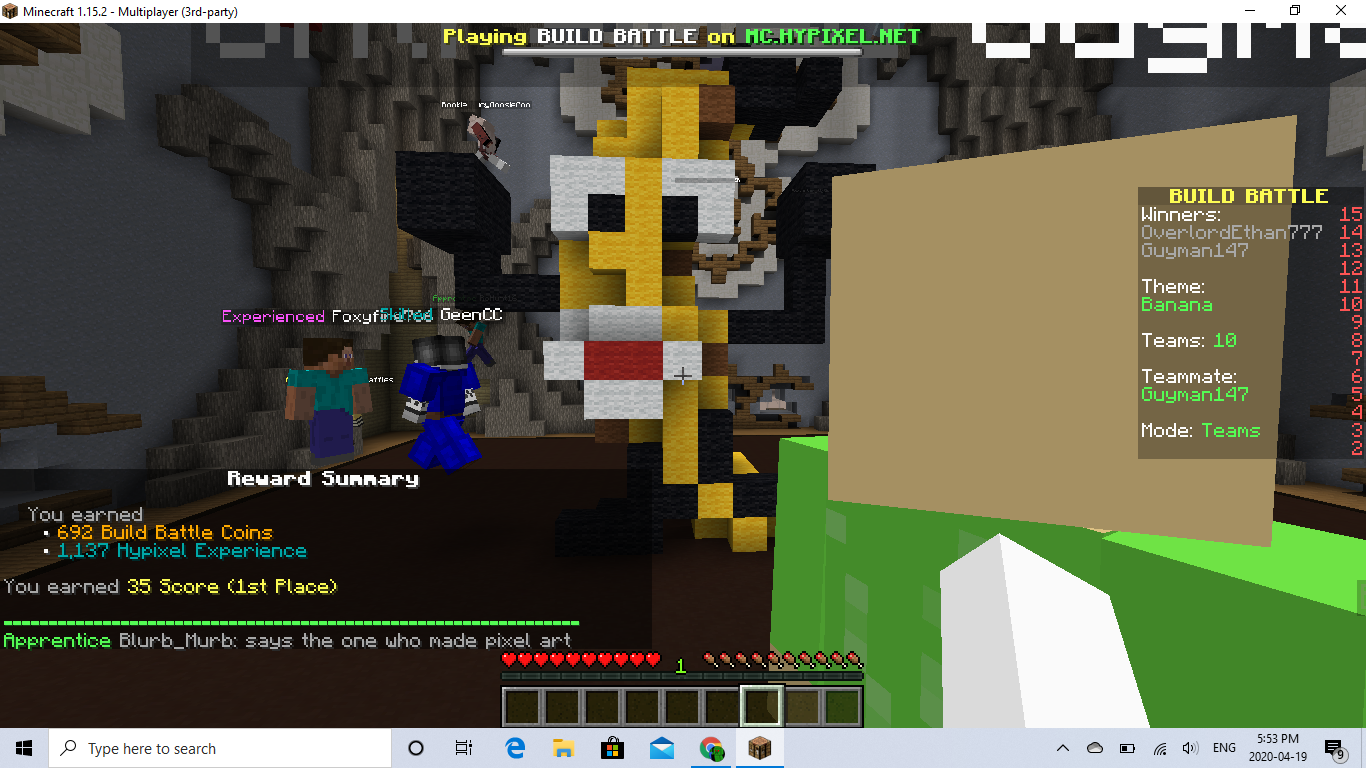 Minecraft 1.15.2 - Multiplayer (3rd-party)
Playing BUILD BATTLE on MC.HYPIXEL.NET
Experienced Foxyfire
Skilled GeenCC
BUILD BATTLE
Winners: 15
OverlordEthan777 14
Guyman147 13
12
Theme: 11
Banana 10
9
Teams: 10 8
7
Teammate: 6
Guyman147 5
4
Mode: Teams 3
2
Reward Summary
You earned
• 692 Build Battle Coins
• 1,137 Hypixel Experience
You earned 35 Score (1st Place)
Apprentice Blurb_Murb: says the one who made pixel art
1
Type here to search
ENG
5:53 PM
2020-04-19
9